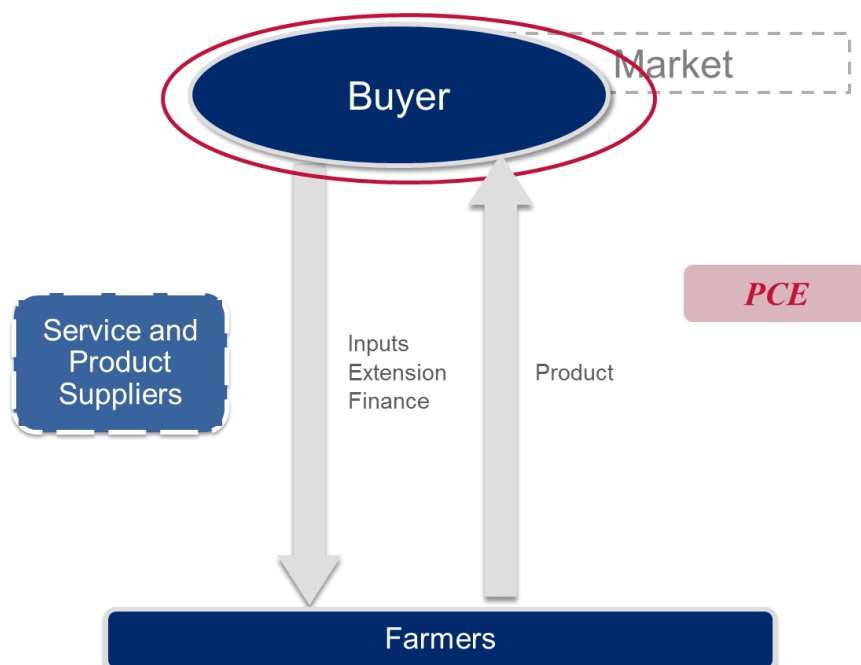 Market
Buyer
PCE
Service and
Product
Suppliers
Inputs
Extension
Finance
Product
Farmers